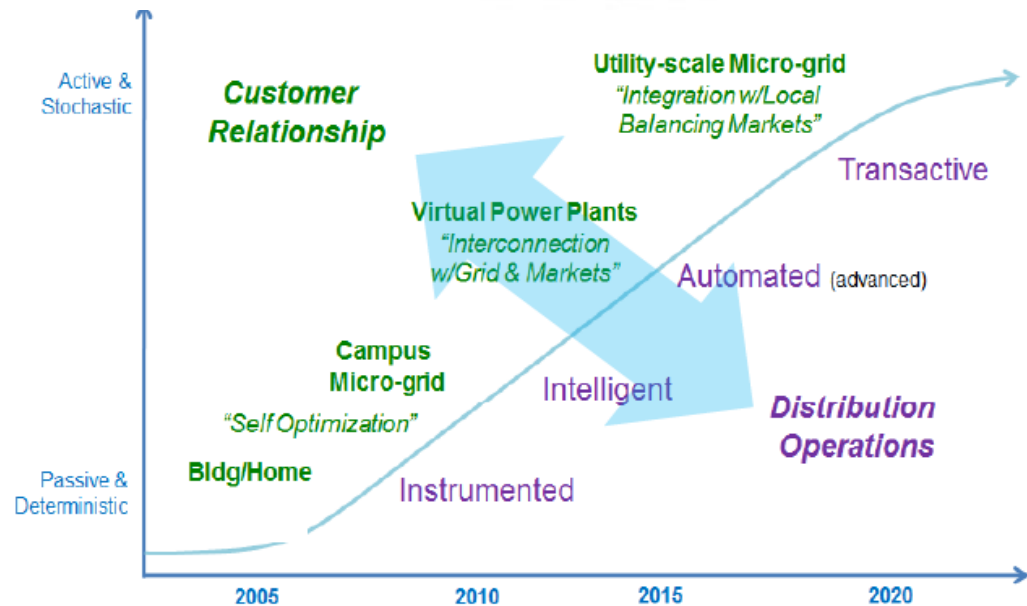 Active &
Stochastic
Customer
Relationship
Utility-scale Micro-grid
“Integration w/Local
Balancing Markets”
Transactive
Virtual Power Plants
“Interconnection
w/Grid & Markets”
Automated (advanced)
Campus
Micro-grid
“Self Optimization”
Intelligent
Distribution
Operations
Bldg/Home
Instrumented
Passive &
Deterministic
2005 2010 2015 2020